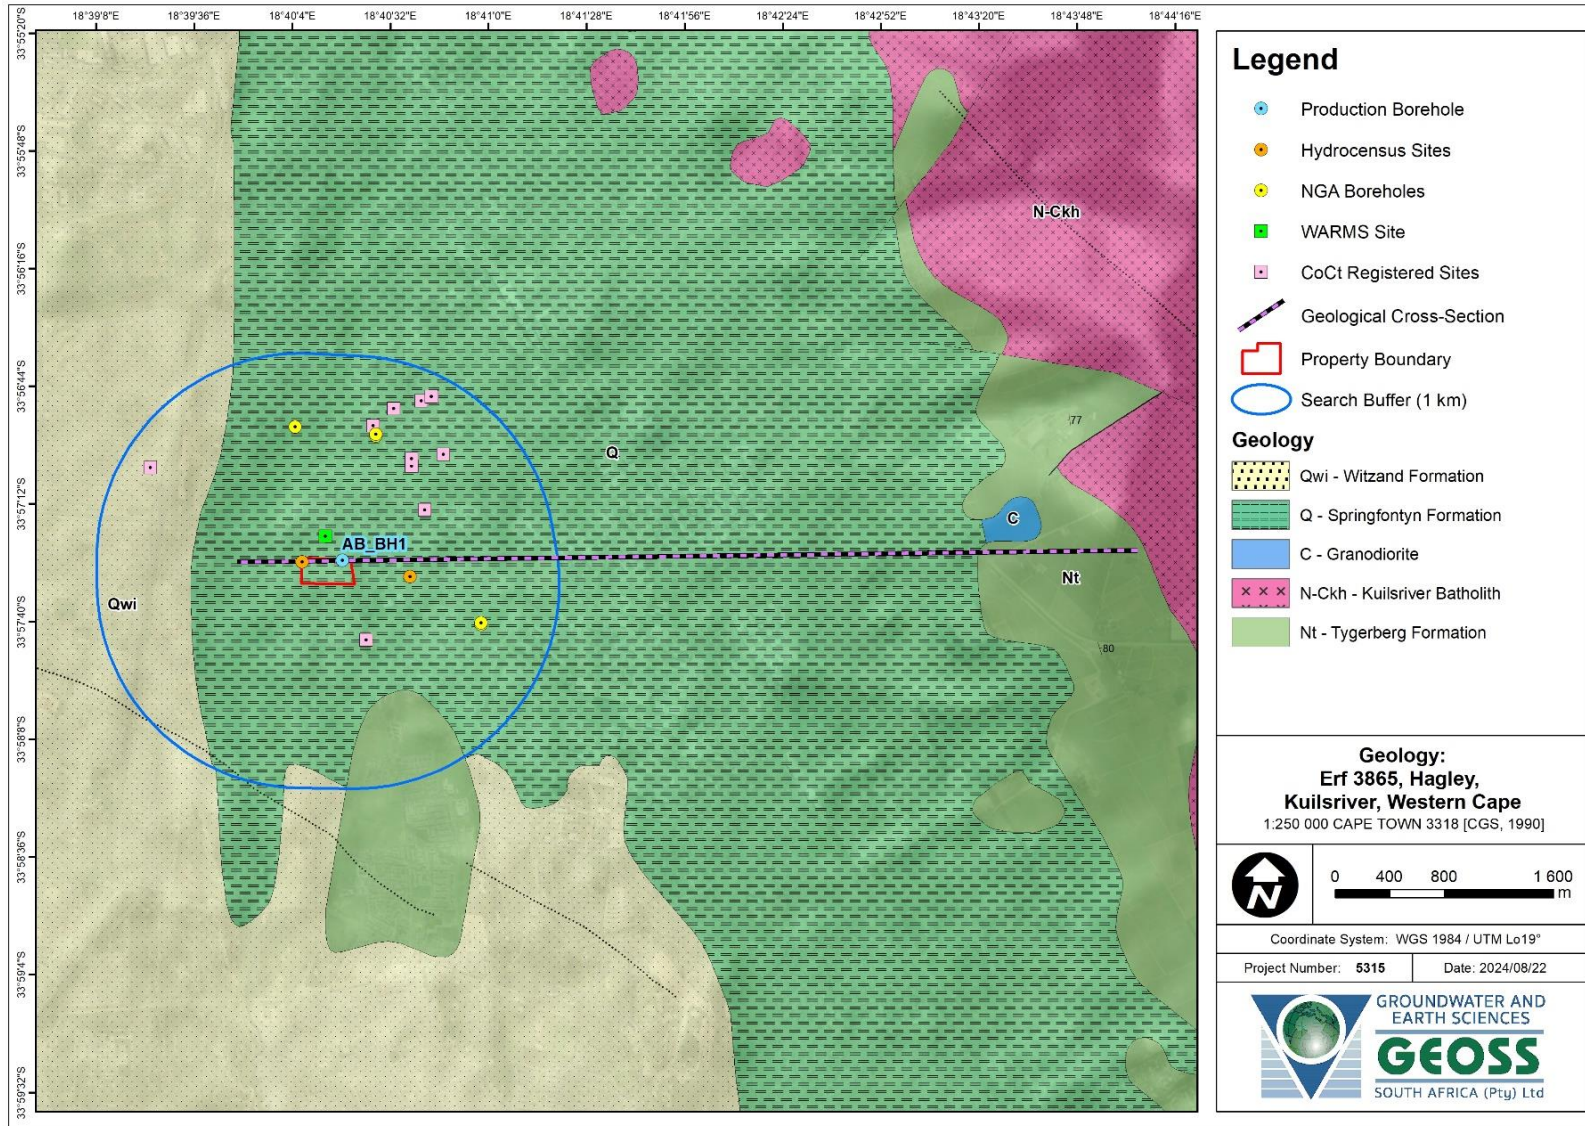 18°39'8"E 18°39'36"E 18°40'4"E 18°40'32"E 18°41'0"E 18°41'28"E 18°41'56"E 18°42'24"E 18°42'52"E 18°43'20"E 18°43'48"E 18°44'16"E
33°55'20"S
33°55'48"S
33°56'16"S
33°56'44"S
33°57'12"S
33°57'40"S
33°58'8"S
33°58'36"S
33°59'4"S
33°59'32"S
N-Ckh
77
Q
C
AB_BH1
Nt
Qwi
80
Legend
Production Borehole
Hydrocensus Sites
NGA Boreholes
WARMS Site
CoCt Registered Sites
Geological Cross-Section
Property Boundary
Search Buffer (1 km)
Geology
Qwi - Witzand Formation
Q - Springfontyn Formation
C - Granodiorite
N-Ckh - Kuilsriver Batholith
Nt - Tygerberg Formation
Geology:
Erf 3865, Hagley,
Kuilsriver, Western Cape
1:250 000 CAPE TOWN 3318 [CGS, 1990]
N
0 400 800 1 600
m
Coordinate System: WGS 1984 / UTM Lo19°
Project Number: 5315 Date: 2024/08/22
GROUNDWATER AND
EARTH SCIENCES
GEOSS
SOUTH AFRICA (Pty) Ltd